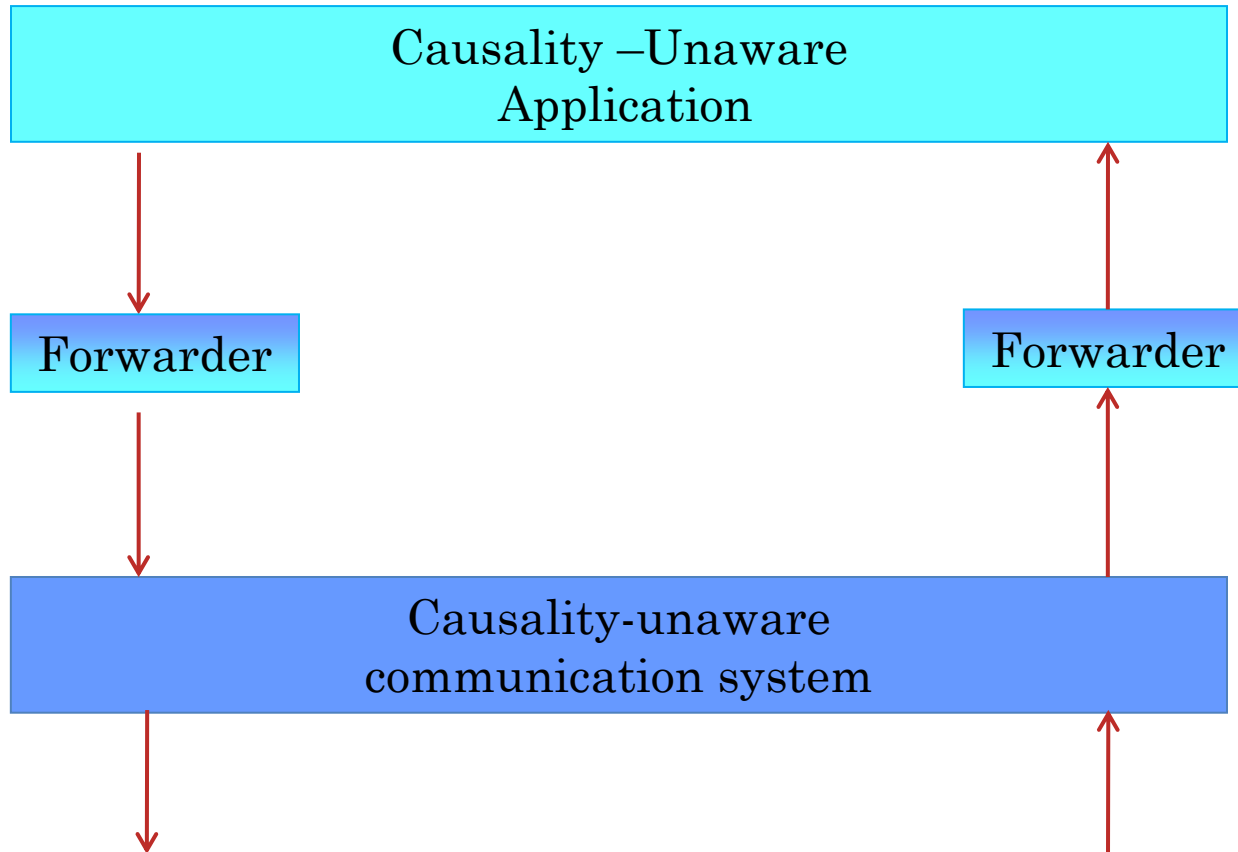 Causality –Unaware
Application
Forwarder
Forwarder
Causality-unaware
communication system